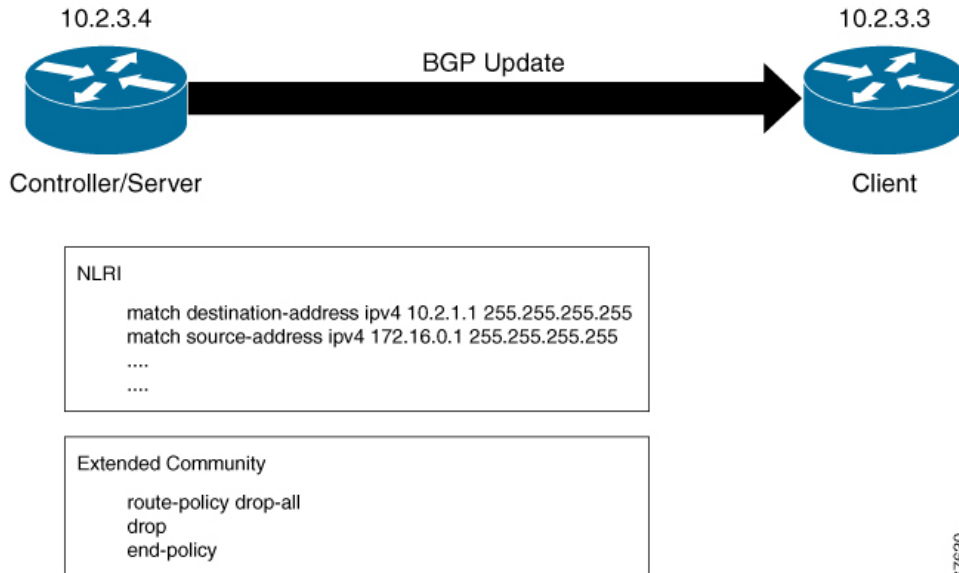 10.2.3.4
10.2.3.3
BGP Update
Controller/Server
Client
NLRI
match destination-address ipv4 10.2.1.1 255.255.255.255
match source-address ipv4 172.16.0.1 255.255.255.255
....
....
Extended Community
route-policy drop-all
drop
end-policy